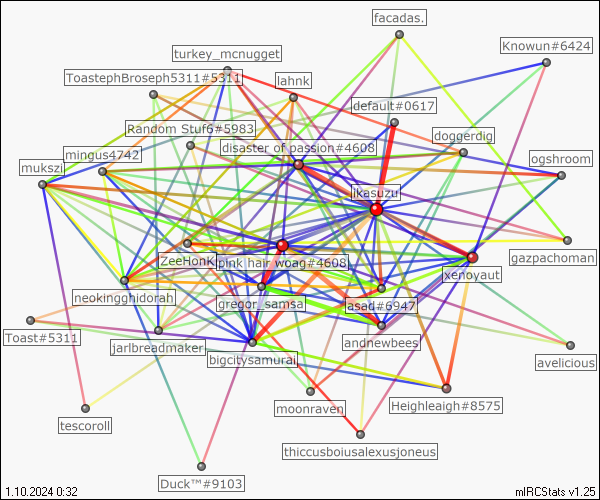 facadas.
Knowun#6424
turkey_mcnugget
ToastephBroseph5311#5311
lahnk
default#0617
Random Stuf6#5983
doggerdig
disaster of passion#4608
mingus4742
mukszi
ogshroom
jkasuzu
ZeeHonk
pink hair woag#4608
gazpachoman
xenoyaut
neokingghidorah
gregor_samsa
asad#6947
Toast#5311
jarlbreadmaker
andnewbees
bigcitysamurai
avelicious
moonraven
Heighleaigh#8575
tescoroll
thiccusboiusalexusjoneus
Duck™#9103
1.10.2024 0:32
mIRCStats v1.25